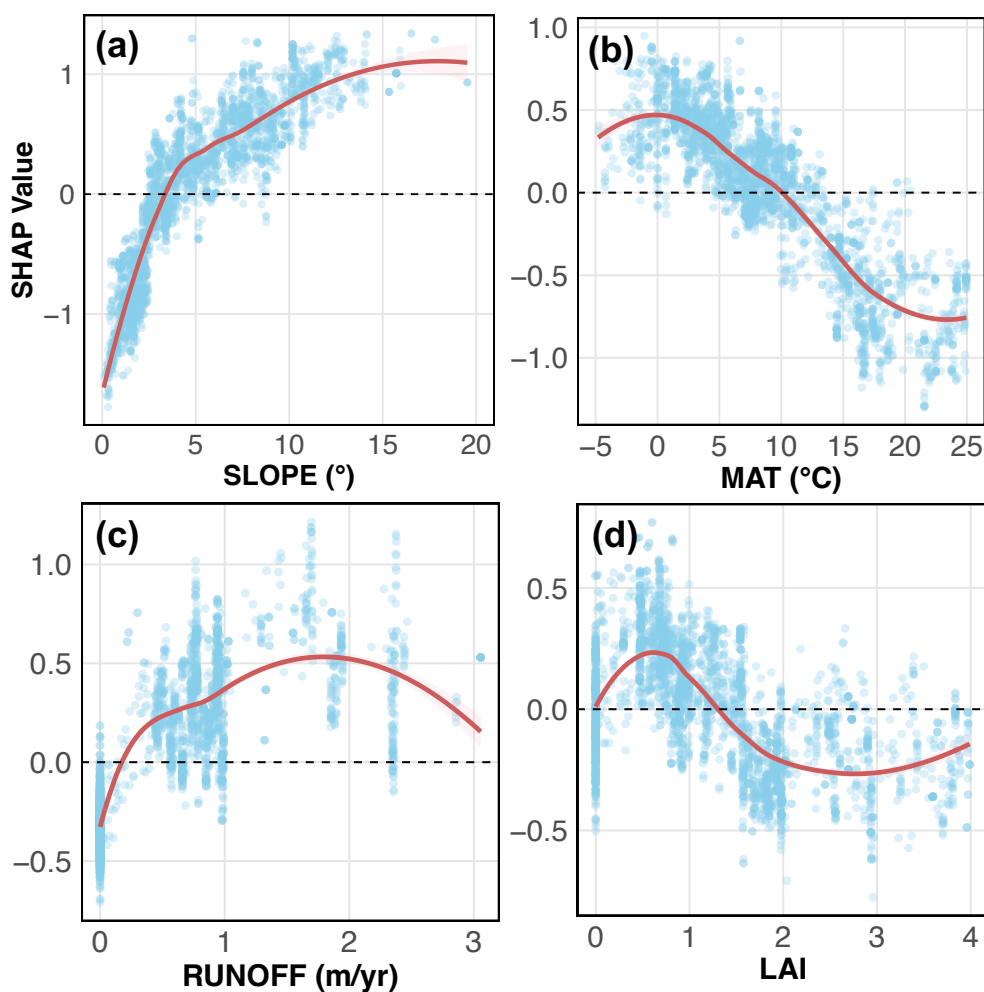 (a)
1
0
−1
SHAP Value
0 5 10 15 20
SLOPE (°)
(b)
1.0
0.5
0.0
−0.5
−1.0
−5 0 5 10 15 20 25
MAT (°C)
(c)
1.0
0.5
0.0
−0.5
0 1 2 3
RUNOFF (m/yr)
(d)
0.5
0.0
−0.5
0 1 2 3 4
LAI